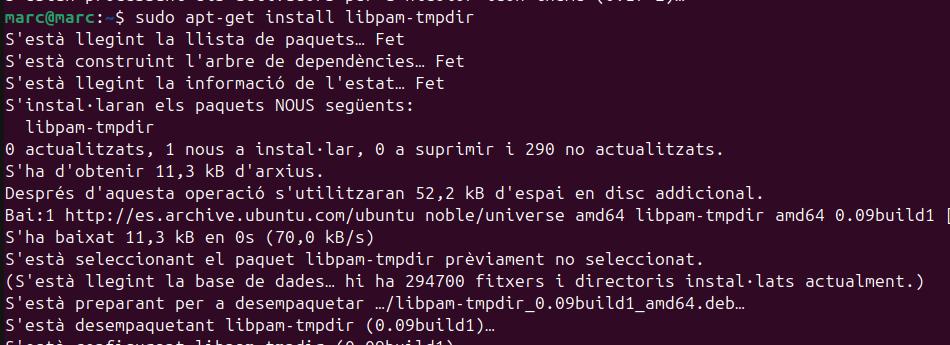 marc@marc:~$ sudo apt-get install libpam-tmpdir
S'està llegint la llista de paquets… Fet
S'està construint l'arbre de dependències… Fet
S'està llegint la informació de l'estat… Fet
S'instal·laran els paquets NOUS següents:
  libpam-tmpdir
0 actualitzats, 1 nous a instal·lar, 0 a suprimir i 290 no actualitzats.
S'ha d'obtenir 11,3 kB d'arxius.
Després d'aquesta operació s'utilitzaran 52,2 kB d'espai en disc addicional.
Bai:1 http://es.archive.ubuntu.com/ubuntu noble/universe amd64 libpam-tmpdir amd64 0.09build1 [
S'ha baixat 11,3 kB en 0s (70,0 kB/s)
S'està seleccionant el paquet libpam-tmpdir prèviament no seleccionat.
(S'està llegint la base de dades… hi ha 294700 fitxers i directoris instal·lats actualment.)
S'està preparant per a desempaquetar …/libpam-tmpdir_0.09build1_amd64.deb…
S'està desempaquetant libpam-tmpdir (0.09build1)…
S'està configurant libpam-tmpdir (0.09build1)